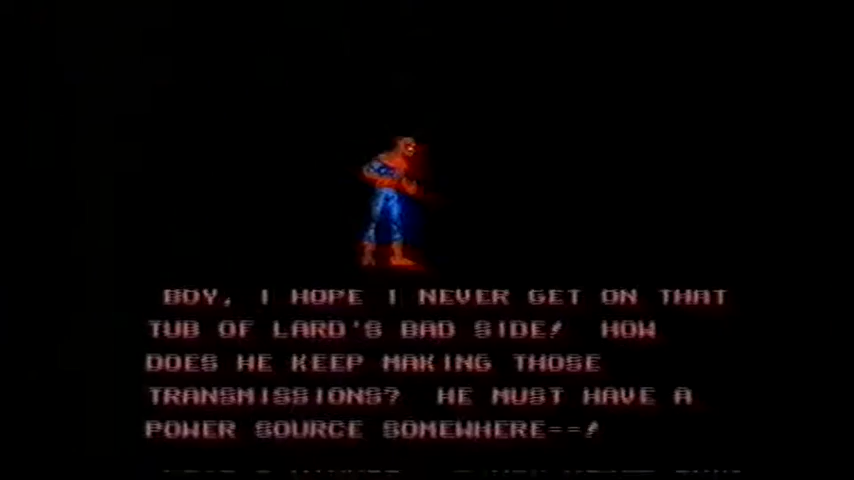 BOY, I HOPE I NEVER GET ON THAT
TUB OF LARD'S BAD SIDE! HOW
DOES HE KEEP MAKING THOSE
TRANSMISSIONS? HE MUST HAVE A
POWER SOURCE SOMEWHERE--!